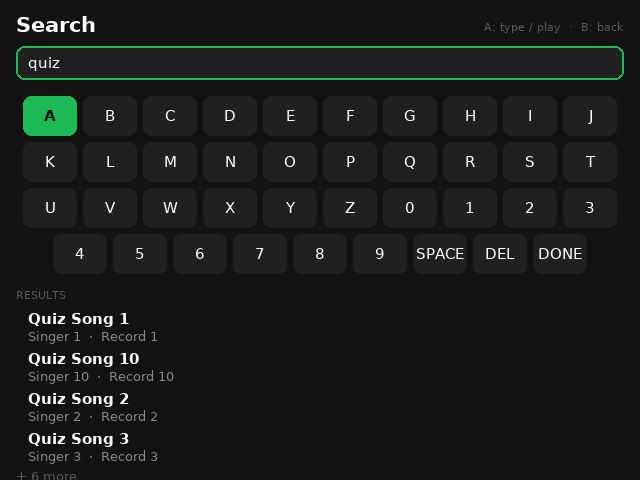 Search
A: type / play · B: back
quiz
A B C D E F G H I J
K L M N O P Q R S T
U V W X Y Z 0 1 2 3
4 5 6 7 8 9 SPACE DEL DONE
RESULTS
Quiz Song 1
Singer 1 · Record 1
Quiz Song 10
Singer 10 · Record 10
Quiz Song 2
Singer 2 · Record 2
Quiz Song 3
Singer 3 · Record 3
+ 6 more